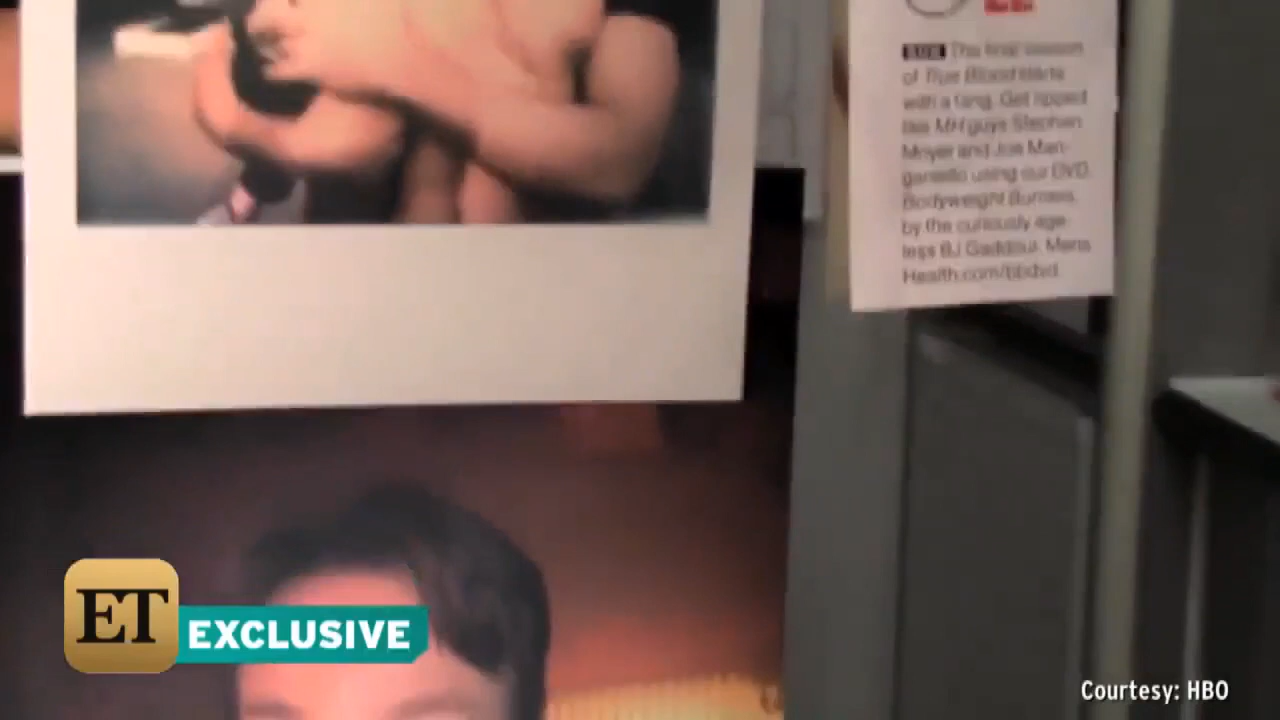 The final season
of True Blood starts
with a fang. Get ripped
like MH guys Stephen
Moyer and Joe Man-
ganiello using our DVD,
Bodyweight Burners,
by the curiously age-
less BJ Gaddour. Mens
Health.com/bbdvd
ET
EXCLUSIVE
Courtesy: HBO